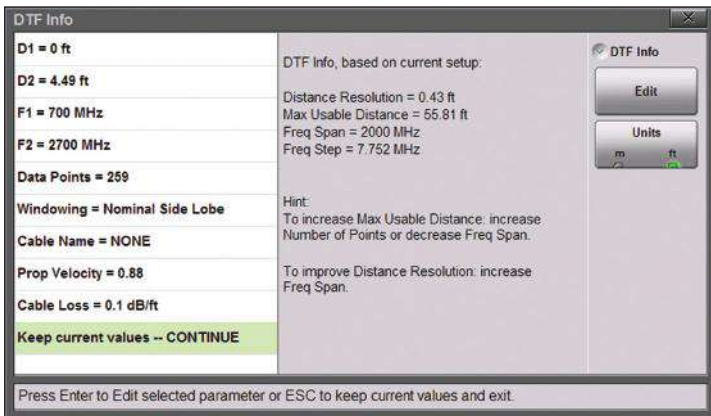 DTF Info
D1 = 0 ft
D2 = 4.49 ft
F1 = 700 MHz
F2 = 2700 MHz
Data Points = 259
Windowing = Nominal Side Lobe
Cable Name = NONE
Prop Velocity = 0.88
Cable Loss = 0.1 dB/ft
Keep current values -- CONTINUE
DTF Info, based on current setup:
Distance Resolution = 0.43 ft
Max Usable Distance = 55.81 ft
Freq Span = 2000 MHz
Freq Step = 7.752 MHz
Hint:
To increase Max Usable Distance: increase
Number of Points or decrease Freq Span.
To improve Distance Resolution: increase
Freq Span.
DTF Info
Edit
Units
m ft
Press Enter to Edit selected parameter or ESC to keep current values and exit.